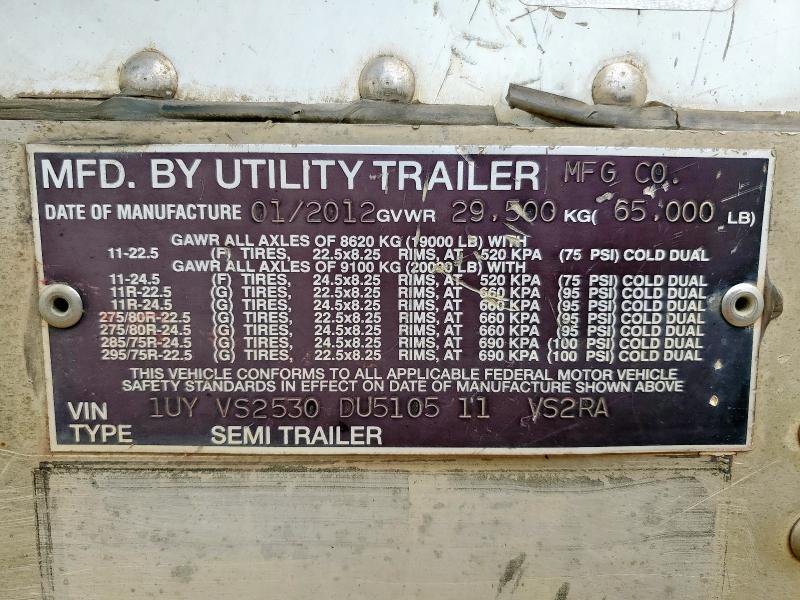 MFD. BY UTILITY TRAILER MFG CO.
DATE OF MANUFACTURE 01/2012 GVWR 29,500 KG( 65,000 LB)
GAWR ALL AXLES OF 8620 KG (19000 LB) WITH
11-22.5 (F) TIRES, 22.5x8.25 RIMS, AT 520 KPA (75 PSI) COLD DUAL
GAWR ALL AXLES OF 9100 KG (20000 LB) WITH
11-24.5 (F) TIRES, 24.5x8.25 RIMS, AT 520 KPA (75 PSI) COLD DUAL
11R-22.5 (G) TIRES, 22.5x8.25 RIMS, AT 660 KPA (95 PSI) COLD DUAL
11R-24.5 (G) TIRES, 24.5x8.25 RIMS, AT 660 KPA (95 PSI) COLD DUAL
275/80R-22.5 (G) TIRES, 22.5x8.25 RIMS, AT 660 KPA (95 PSI) COLD DUAL
275/80R-24.5 (G) TIRES, 24.5x8.25 RIMS, AT 660 KPA (95 PSI) COLD DUAL
285/75R-24.5 (G) TIRES, 24.5x8.25 RIMS, AT 690 KPA (100 PSI) COLD DUAL
295/75R-22.5 (G) TIRES, 22.5x8.25 RIMS, AT 690 KPA (100 PSI) COLD DUAL
THIS VEHICLE CONFORMS TO ALL APPLICABLE FEDERAL MOTOR VEHICLE
SAFETY STANDARDS IN EFFECT ON DATE OF MANUFACTURE SHOWN ABOVE
VIN 1UY VS2530 DU5105 11 VS2RA
TYPE SEMI TRAILER